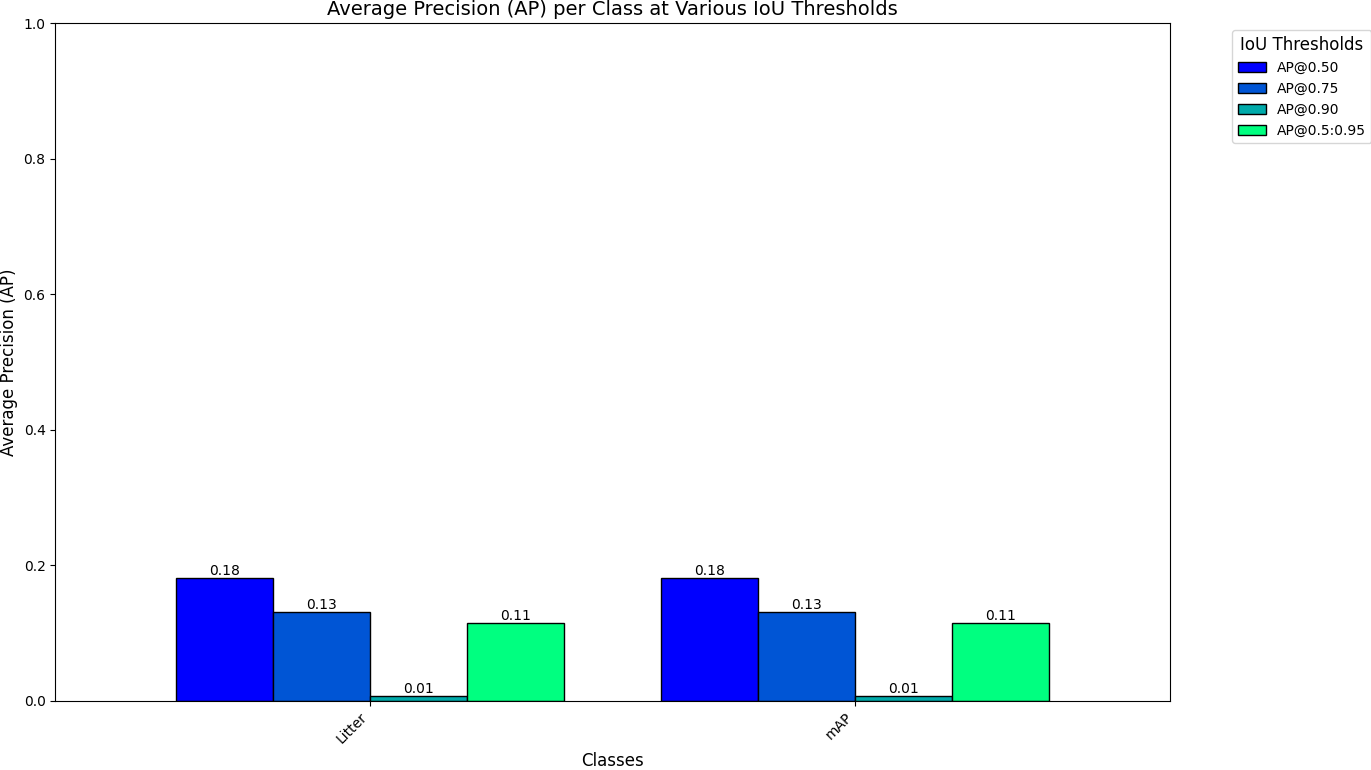 Average Precision (AP) per Class at Various IoU Thresholds
1.0
0.8
0.6
0.4
0.2
0.0
Average Precision (AP)
0.18
0.13
0.01
0.11
0.18
0.13
0.01
0.11
Litter
mAP
Classes
IoU Thresholds
AP@0.50
AP@0.75
AP@0.90
AP@0.5:0.95